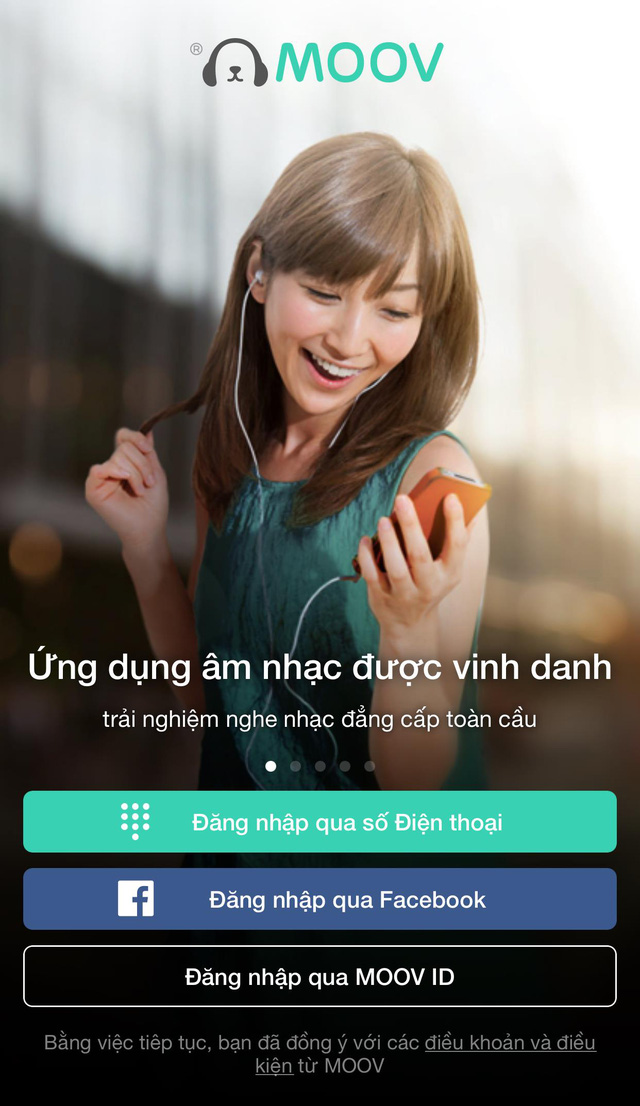 ® MOOV
Ứng dụng âm nhạc được vinh danh
trải nghiệm nghe nhạc đẳng cấp toàn cầu
Đăng nhập qua số Điện thoại
f Đăng nhập qua Facebook
Đăng nhập qua MOOV ID
Bằng việc tiêp tục, bạn đã đồng ý với các điều khoản và điều
kiện từ MOOV